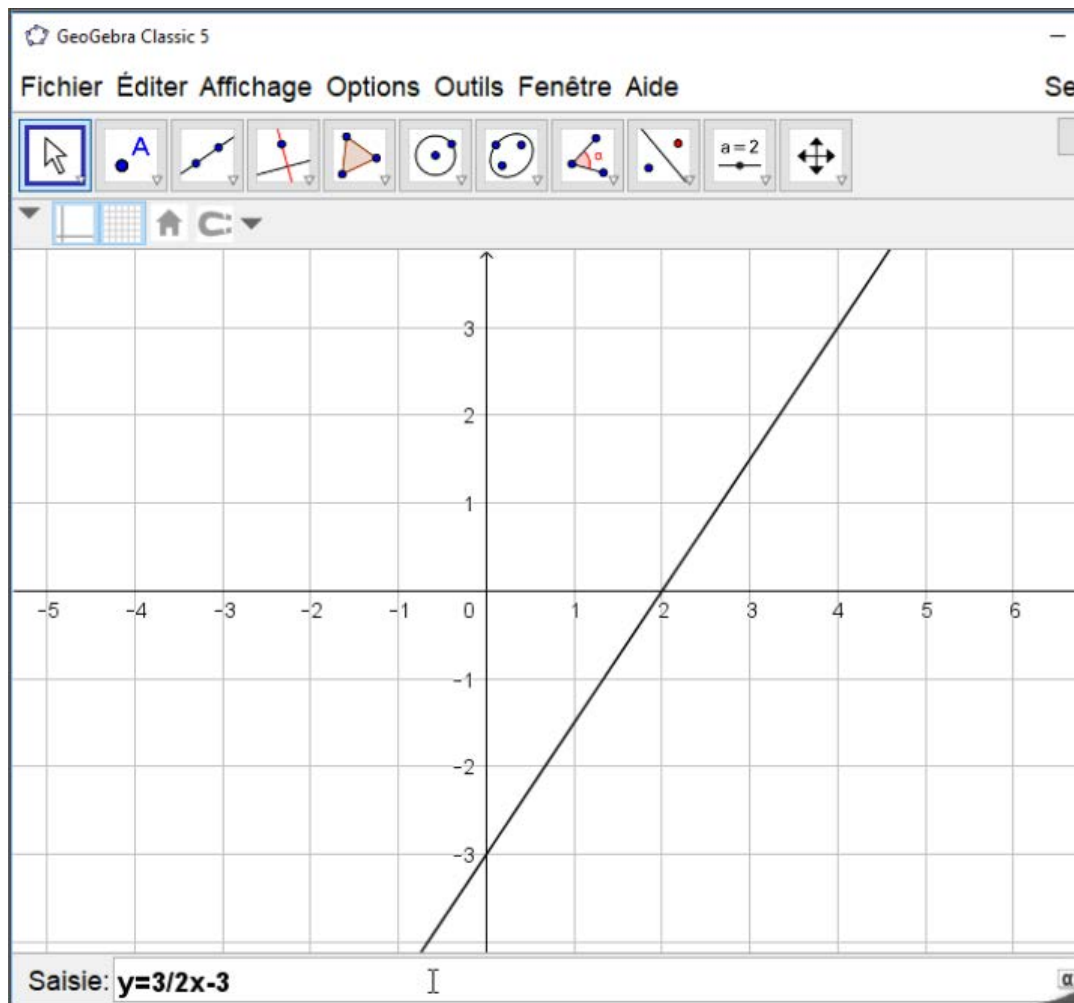 GeoGebra Classic 5
Fichier Éditer Affichage Options Outils Fenêtre Aide Se
A
α
a = 2
3
2
1
-5 -4 -3 -2 -1 0 1 2 3 4 5 6
-1
-2
-3
Saisie: y=3/2x-3 α